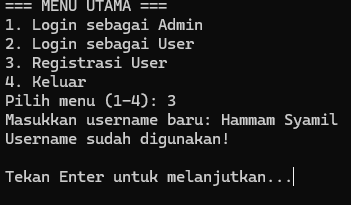 === MENU UTAMA ===
1. Login sebagai Admin
2. Login sebagai User
3. Registrasi User
4. Keluar
Pilih menu (1-4): 3
Masukkan username baru: Hammam Syamil
Username sudah digunakan!
Tekan Enter untuk melanjutkan...